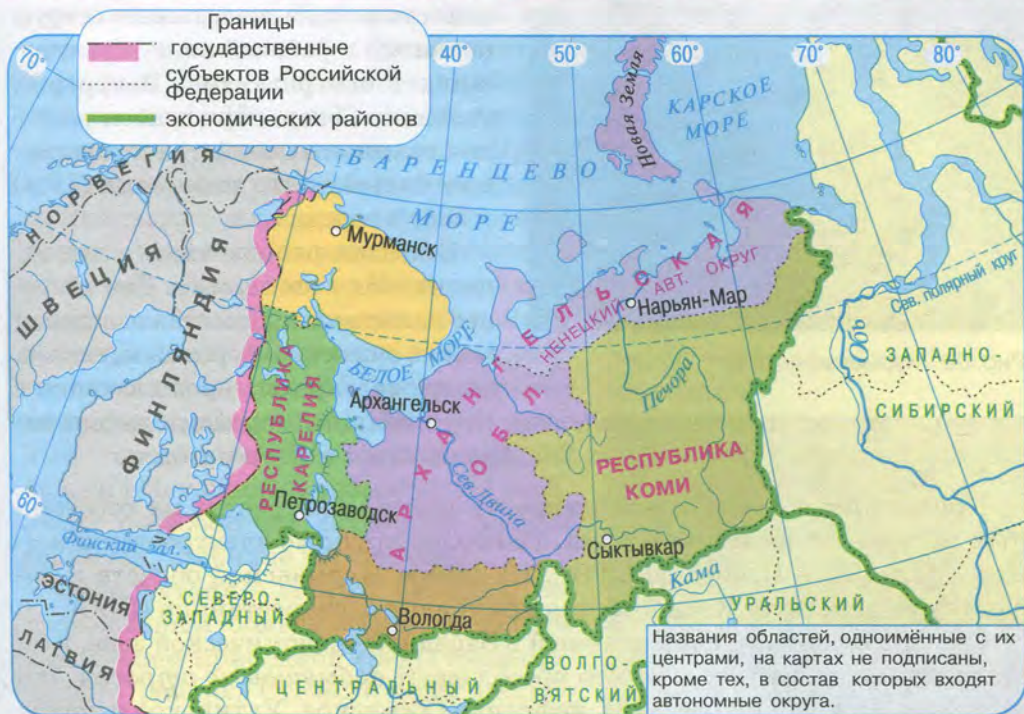 Границы
государственные
субъектов Российской
Федерации
экономических районов
70°
40°
50°
60°
70°
80°
Новая Земля
КАРСКОЕ
МОРЕ
БАРЕНЦЕВО
МОРЕ
НОРВЕГИЯ
ШВЕЦИЯ
ФИНЛЯНДИЯ
Мурманск
АРХАНГЕЛЬСКАЯ
ОБЛ.
НЕНЕЦКИЙ АВТ. ОКРУГ
Нарьян-Мар
Сев. полярный круг
Обь
ЗАПАДНО-
СИБИРСКИЙ
БЕЛОЕ МОРЕ
Печора
РЕСПУБЛИКА
КАРЕЛИЯ
Архангельск
РЕСПУБЛИКА
КОМИ
Сев. Двина
Петрозаводск
60°
Финский зал.
Сыктывкар
Кама
ЭСТОНИЯ
СЕВЕРО-
ЗАПАДНЫЙ
УРАЛЬСКИЙ
Вологда
ЛАТВИЯ
ЦЕНТРАЛЬНЫЙ
ВОЛГО-
ВЯТСКИЙ
Названия областей, одноимённые с их
центрами, на картах не подписаны,
кроме тех, в состав которых входят
автономные округа.